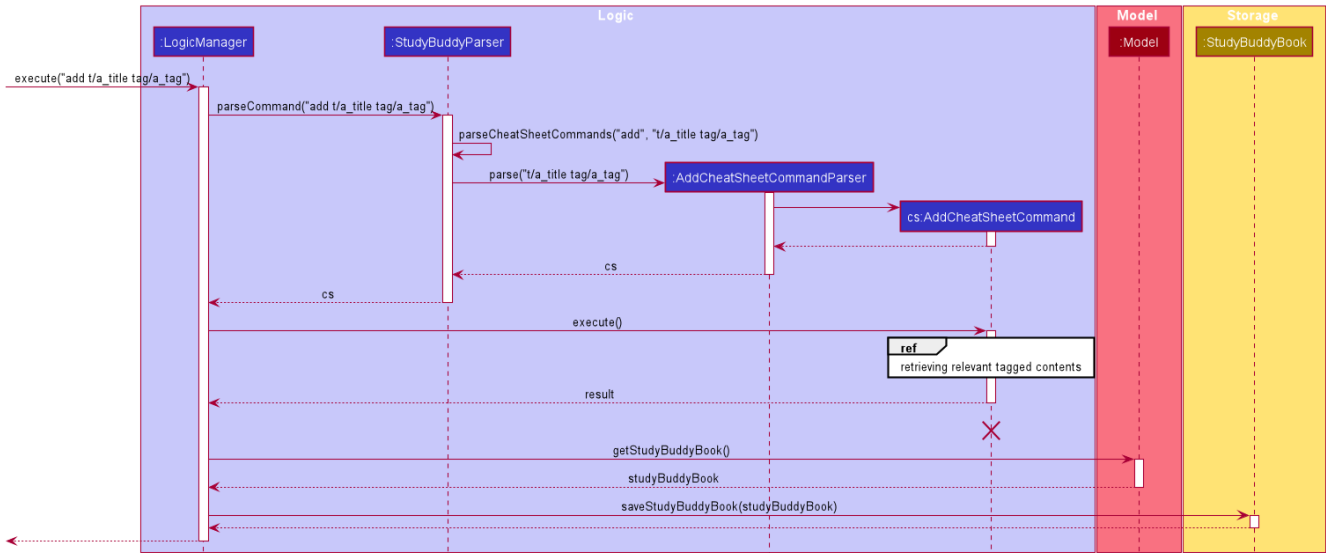 Logic
Model
Storage
:LogicManager
:StudyBuddyParser
:Model
:StudyBuddyBook
execute("add t/a_title tag/a_tag")
parseCommand("add t/a_title tag/a_tag")
parseCheatSheetCommands("add", "t/a_title tag/a_tag")
parse("t/a_title tag/a_tag")
:AddCheatSheetCommandParser
cs:AddCheatSheetCommand
cs
cs
execute()
ref
retrieving relevant tagged contents
result
getStudyBuddyBook()
studyBuddyBook
saveStudyBuddyBook(studyBuddyBook)